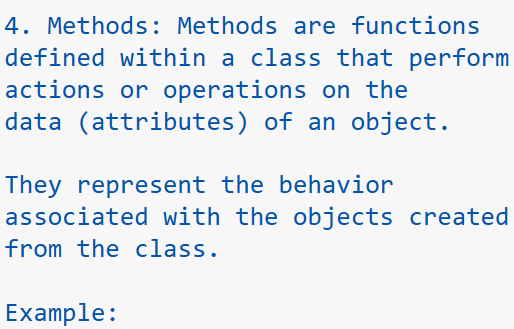 4. Methods: Methods are functions
defined within a class that perform
actions or operations on the
data (attributes) of an object.
They represent the behavior
associated with the objects created
from the class.
Example: